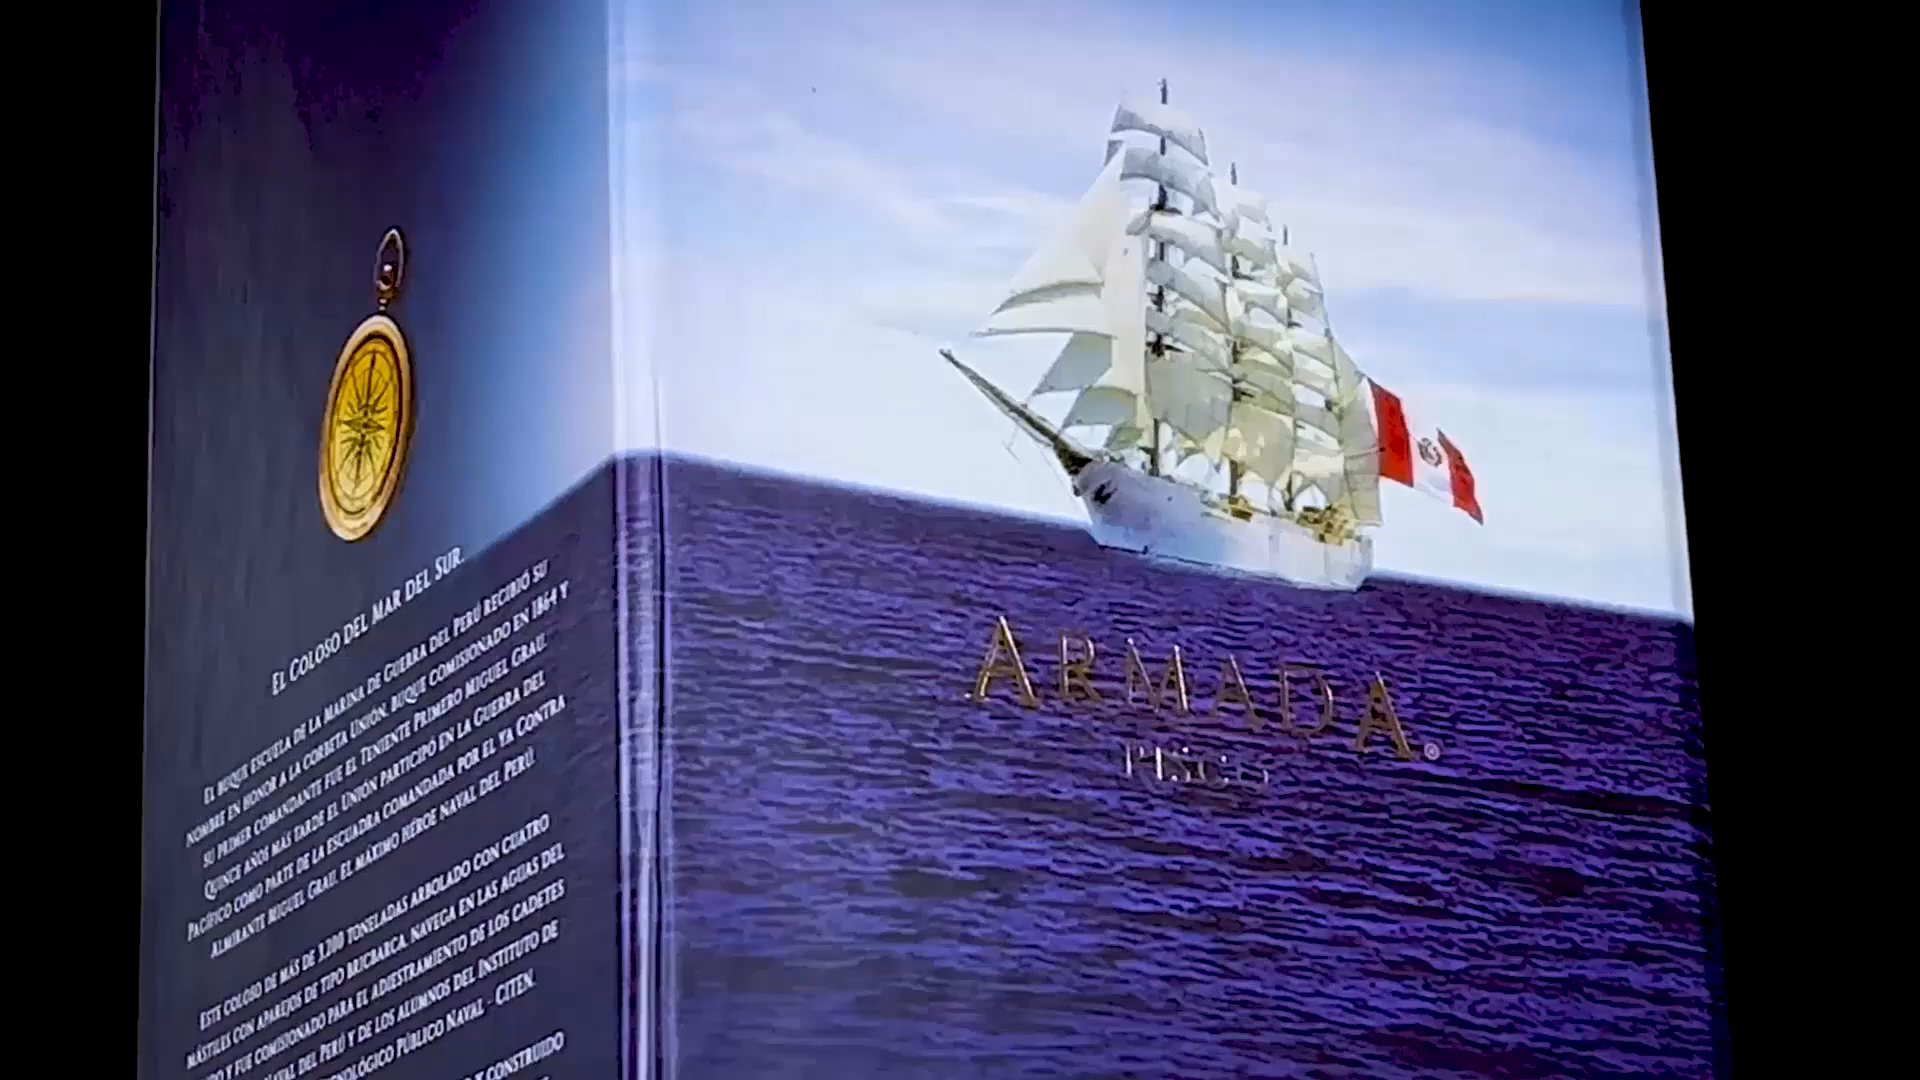 EL COLOSO DEL MAR DEL SUR.
EL BUQUE ESCUELA DE LA MARINA DE GUERRA DEL PERÚ RECIBIÓ SU
NOMBRE EN HONOR A LA CORBETA UNIÓN, BUQUE COMISIONADO EN 1864 Y
SU PRIMER COMANDANTE FUE EL TENIENTE PRIMERO MIGUEL GRAU.
QUINCE AÑOS MÁS TARDE EL UNIÓN PARTICIPÓ EN LA GUERRA DEL
PACÍFICO COMO PARTE DE LA ESCUADRA COMANDADA POR EL YA CONTRA
ALMIRANTE MIGUEL GRAU, EL MÁXIMO HÉROE NAVAL DEL PERÚ.
ESTE COLOSO DE MÁS DE 3,200 TONELADAS ARBOLADO CON CUATRO
MÁSTILES CON APAREJOS DE TIPO BRICBARCA, NAVEGA EN LAS AGUAS DEL
Y FUE COMISIONADO PARA EL ADIESTRAMIENTO DE LOS CADETES
DEL PERÚ Y DE LOS ALUMNOS DEL INSTITUTO DE
PÚBLICO NAVAL - CITEN.
Y CONSTRUIDO
ARMADA®
PISCO